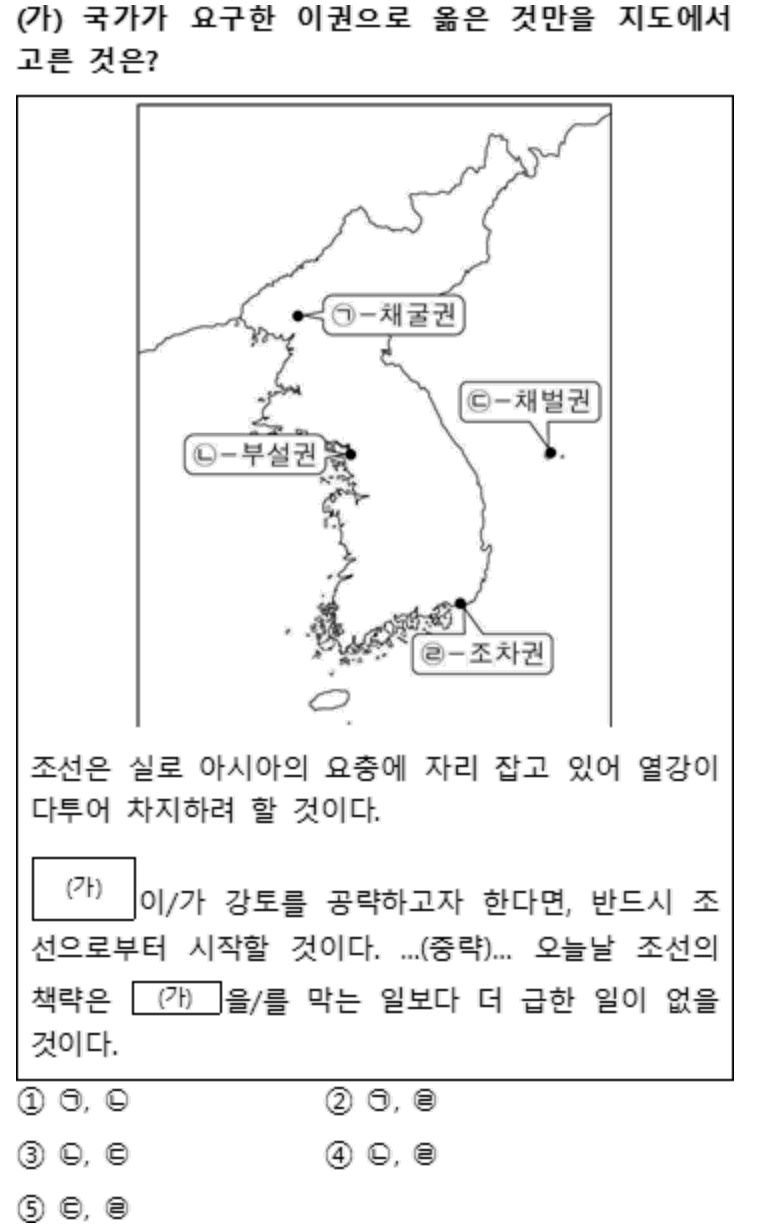 (가) 국가가 요구한 이권으로 옳은 것만을 지도에서
고른 것은?
㉠-채굴권
㉢-채벌권
㉡-부설권
㉣-조차권
조선은 실로 아시아의 요충에 자리 잡고 있어 열강이
다투어 차지하려 할 것이다.
(가) 이/가 강토를 공략하고자 한다면, 반드시 조
선으로부터 시작할 것이다. ...(중략)... 오늘날 조선의
책략은 (가) 을/를 막는 일보다 더 급한 일이 없을
것이다.
① ㉠, ㉡ ② ㉠, ㉣
③ ㉡, ㉢ ④ ㉡, ㉣
⑤ ㉢, ㉣